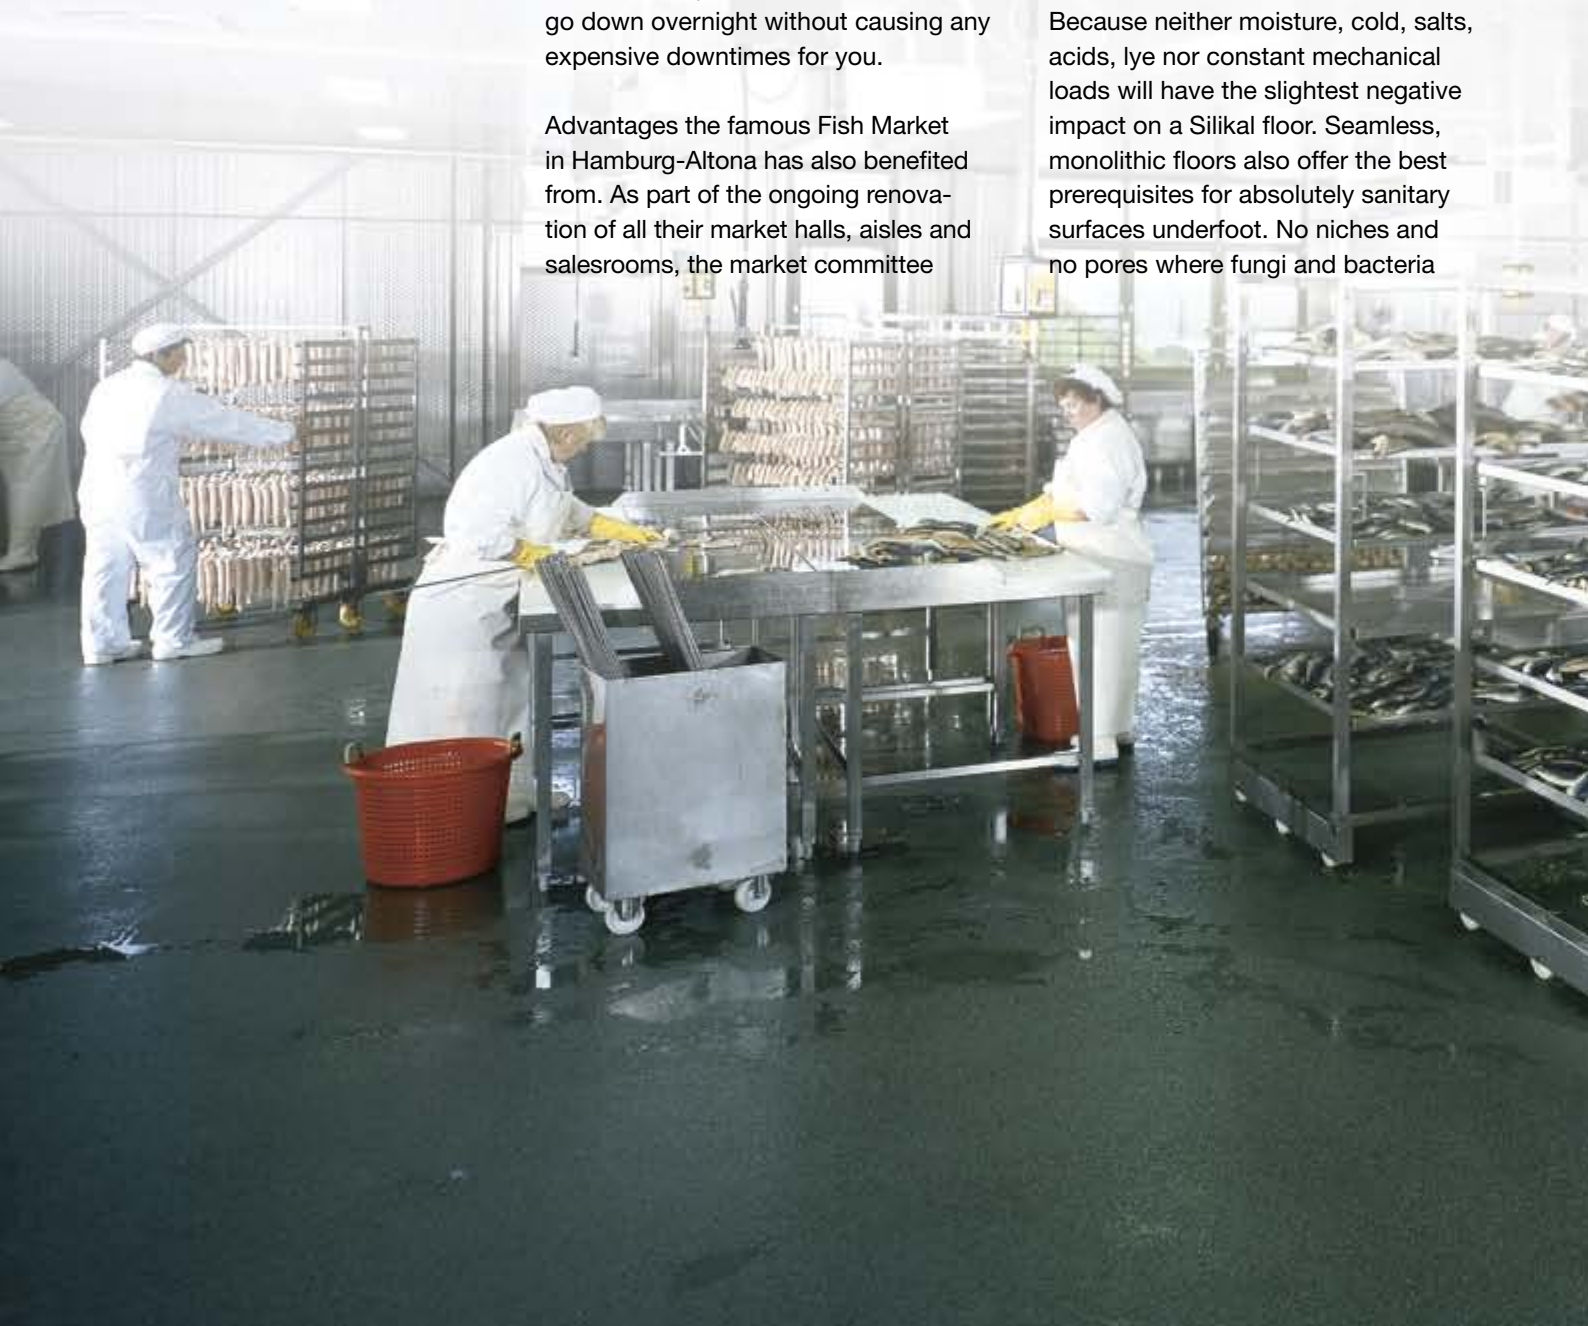 go down overnight without causing any
expensive downtimes for you.
Advantages the famous Fish Market
in Hamburg-Altona has also benefited
from. As part of the ongoing renova-
tion of all their market halls, aisles and
salesrooms, the market committee
Because neither moisture, cold, salts,
acids, lye nor constant mechanical
loads will have the slightest negative
impact on a Silikal floor. Seamless,
monolithic floors also offer the best
prerequisites for absolutely sanitary
surfaces underfoot. No niches and
no pores where fungi and bacteria